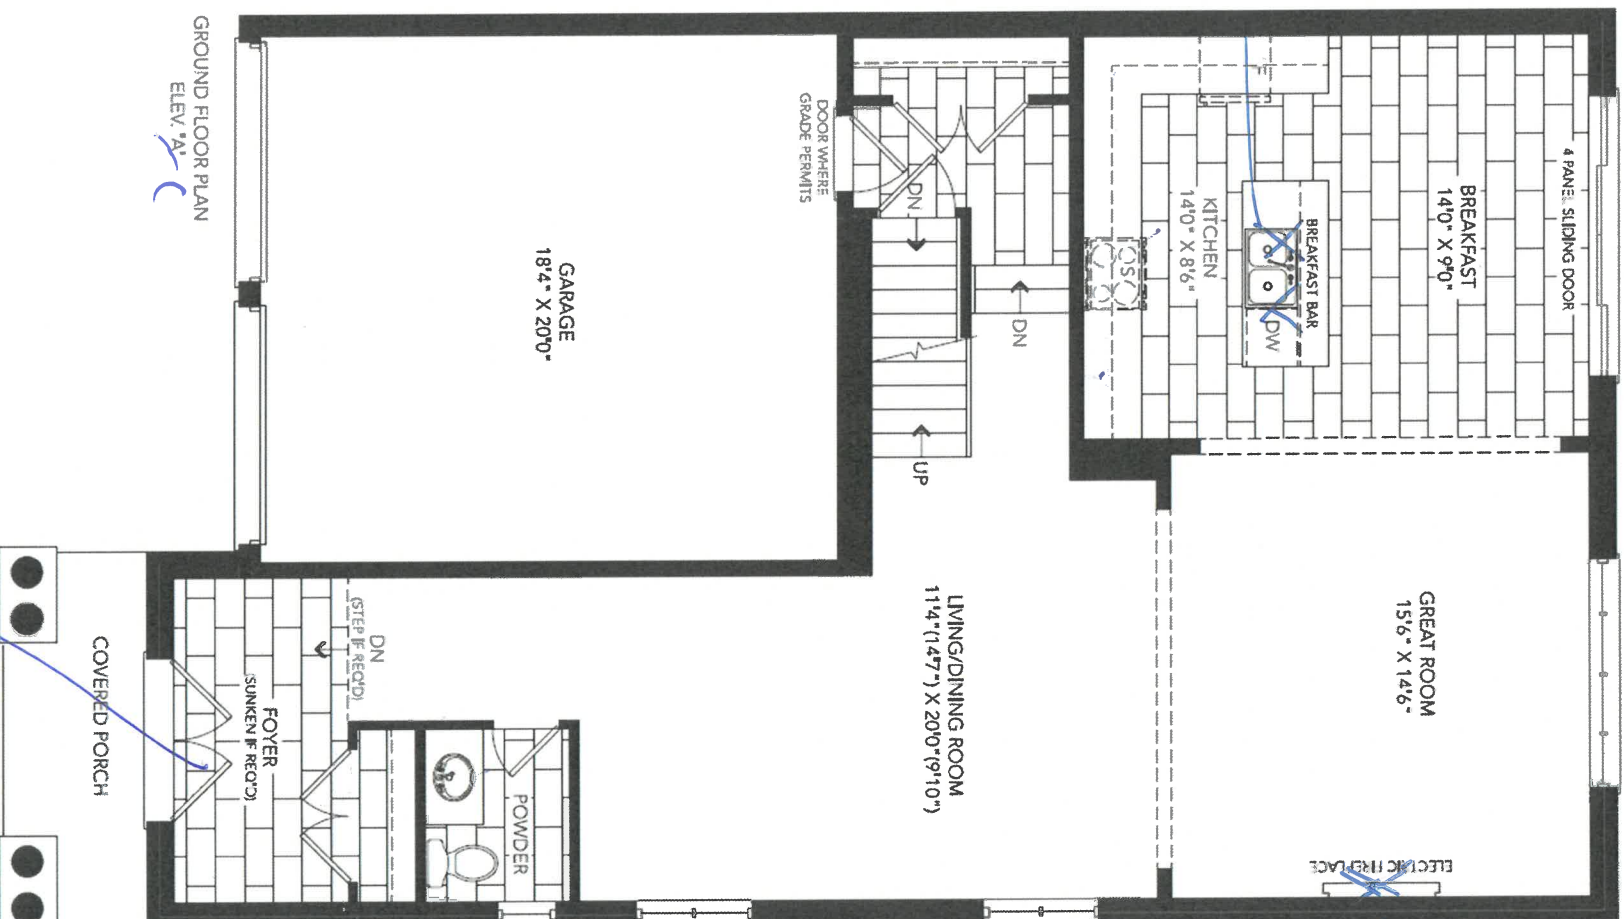 4 PANEL SLIDING DOOR
BREAKFAST
14'0" X 9'0"
BREAKFAST BAR
DW
KITCHEN
14'0" X 8'6"
S
F
GREAT ROOM
15'6" X 14'6"
ELECTRIC FIREPLACE
DN
DN
UP
LIVING/DINING ROOM
11'4"(14'7") X 20'0"(9'10")
DOOR WHERE
GRADE PERMITS
GARAGE
18'4" X 20'0"
POWDER
DN
(STEP IF REQ'D)
FOYER
(SUNKEN IF REQ'D)
COVERED PORCH
GROUND FLOOR PLAN
ELEV. "A"